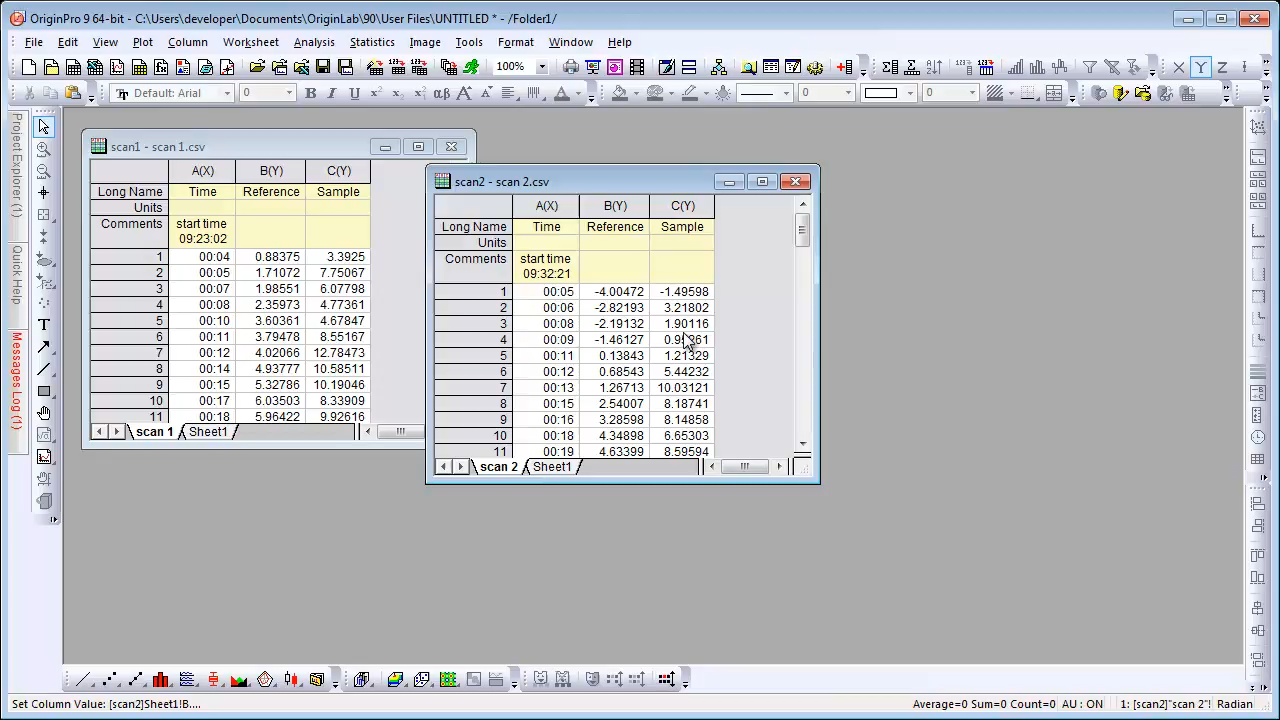 OriginPro 9 64-bit - C:\Users\developer\Documents\OriginLab\90\User Files\UNTITLED * - /Folder1/
File Edit View Plot Column Worksheet Analysis Statistics Image Tools Format Window Help
100%
Default: Arial 0 B I U 0 0
Project Explorer (1)
Quick Help
Messages Log (1)
scan1 - scan 1.csv
A(X) B(Y) C(Y)
Long Name Time Reference Sample
Units
Comments start time
09:23:02
1 00:04 0.88375 3.3925
2 00:05 1.71072 7.75067
3 00:07 1.98551 6.07798
4 00:08 2.35973 4.77361
5 00:10 3.60361 4.67847
6 00:11 3.79478 8.55167
7 00:12 4.02066 12.78473
8 00:14 4.93777 10.58511
9 00:15 5.32786 10.19046
10 00:17 6.03503 8.33909
11 00:18 5.96422 9.92616
scan 1 Sheet1
scan2 - scan 2.csv
A(X) B(Y) C(Y)
Long Name Time Reference Sample
Units
Comments start time
09:32:21
1 00:05 -4.00472 -1.49598
2 00:06 -2.82193 3.21802
3 00:08 -2.19132 1.90116
4 00:09 -1.46127
5 00:11 0.13843 1.21329
6 00:12 0.68543 5.44232
7 00:13 1.26713 10.03121
8 00:15 2.54007 8.18741
9 00:16 3.28598 8.14858
10 00:18 4.34898 6.65303
11 00:19 4.63399 8.59594
scan 2 Sheet1
Set Column Value: [scan2]Sheet1!B.... Average=0 Sum=0 Count=0 AU : ON 1: [scan2]"scan 2"! Radian